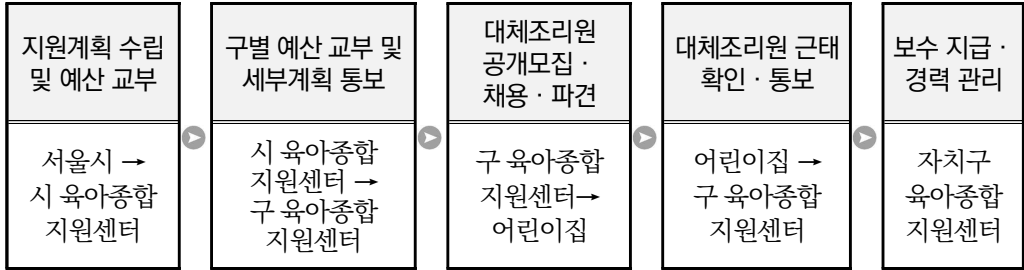 지원계획 수립
및 예산 교부
서울시 →
시 육아종합
지원센터
구별 예산 교부 및
세부계획 통보
시 육아종합
지원센터 →
구 육아종합
지원센터
대체조리원
공개모집 ·
채용 · 파견
구 육아종합
지원센터→
어린이집
대체조리원 근태
확인 · 통보
어린이집 →
구 육아종합
지원센터
보수 지급 ·
경력 관리
자치구
육아종합
지원센터